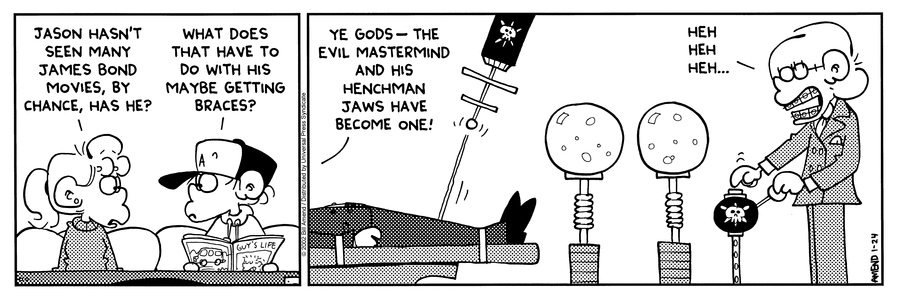 JASON HASN'T
SEEN MANY
JAMES BOND
MOVIES, BY
CHANCE, HAS HE?
WHAT DOES
THAT HAVE TO
DO WITH HIS
MAYBE GETTING
BRACES?
A
GUY'S LIFE
© 2002 Bill Amend / Distributed by Universal Press Syndicate
YE GODS — THE
EVIL MASTERMIND
AND HIS
HENCHMAN
JAWS HAVE
BECOME ONE!
HEH
HEH
HEH...
AMEND 1-24